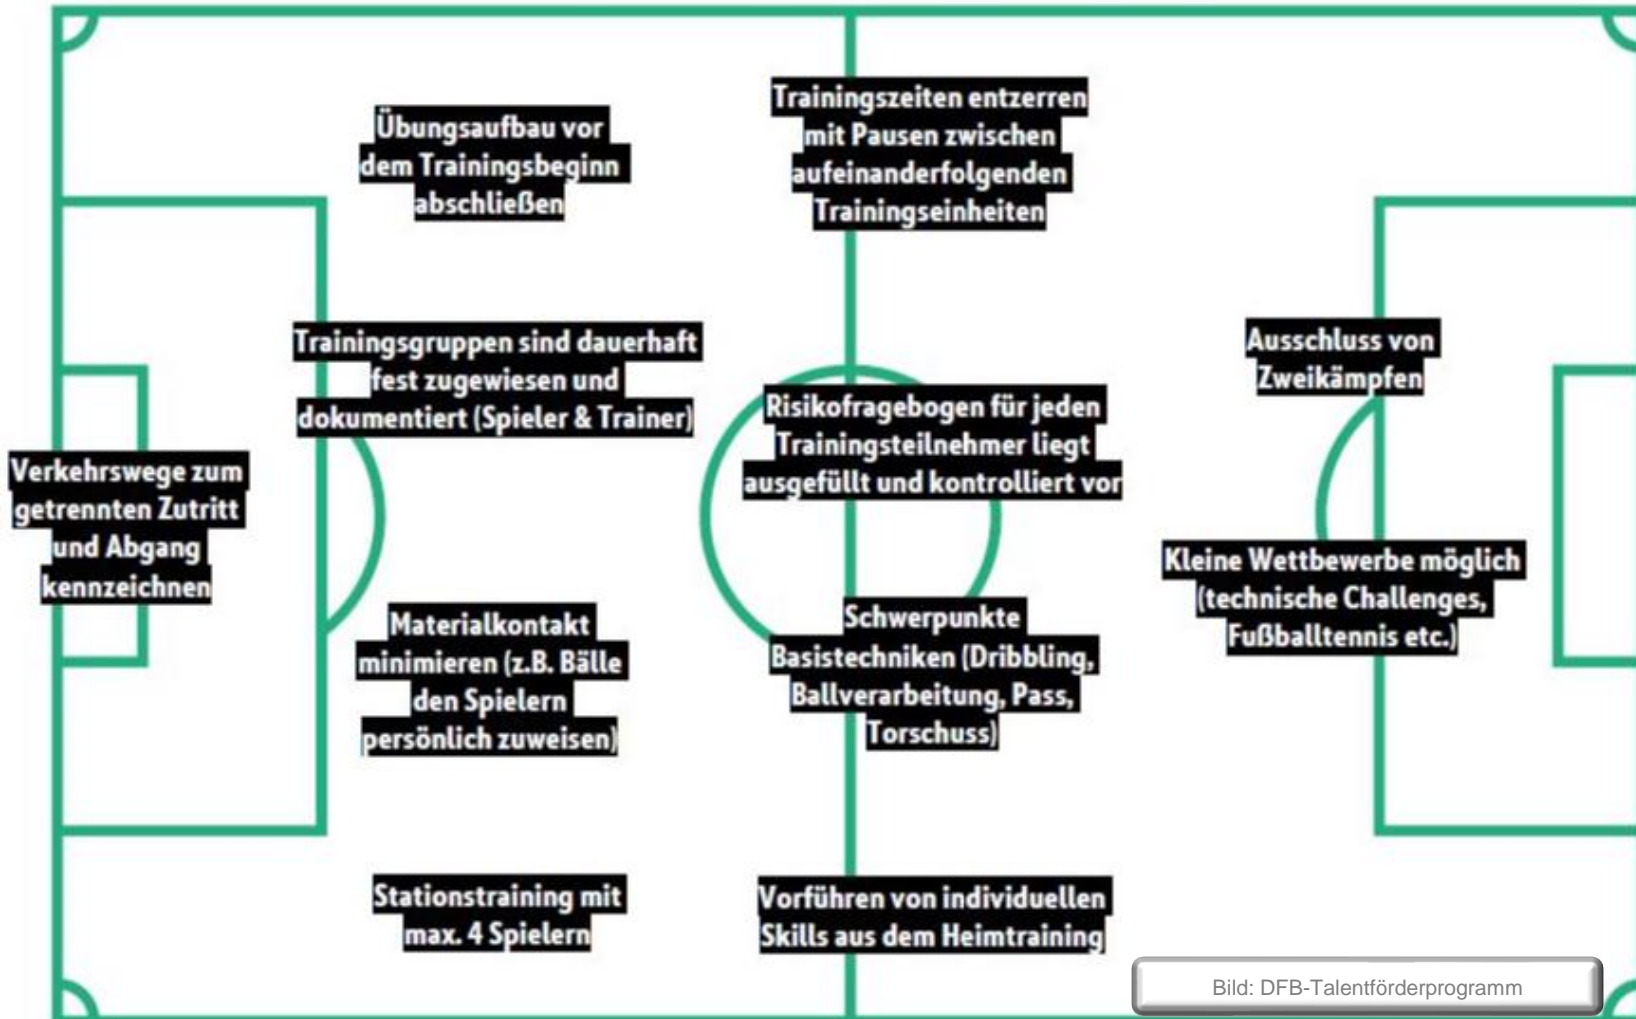 Übungsaufbau vor
dem Trainingsbeginn
abschließen
Trainingszeiten entzerren
mit Pausen zwischen
aufeinanderfolgenden
Trainingseinheiten
Trainingsgruppen sind dauerhaft
fest zugewiesen und
dokumentiert (Spieler & Trainer)
Ausschluss von
Zweikämpfen
Risikofragebogen für jeden
Trainingsteilnehmer liegt
ausgefüllt und kontrolliert vor
Verkehrswege zum
getrennten Zutritt
und Abgang
kennzeichnen
Kleine Wettbewerbe möglich
(technische Challenges,
Fußballtennis etc.)
Materialkontakt
minimieren (z.B. Bälle
den Spielern
persönlich zuweisen)
Schwerpunkte
Basistechniken (Dribbling,
Ballverarbeitung, Pass,
Torschuss)
Stationstraining mit
max. 4 Spielern
Vorführen von individuellen
Skills aus dem Heimtraining
Bild: DFB-Talentförderprogramm